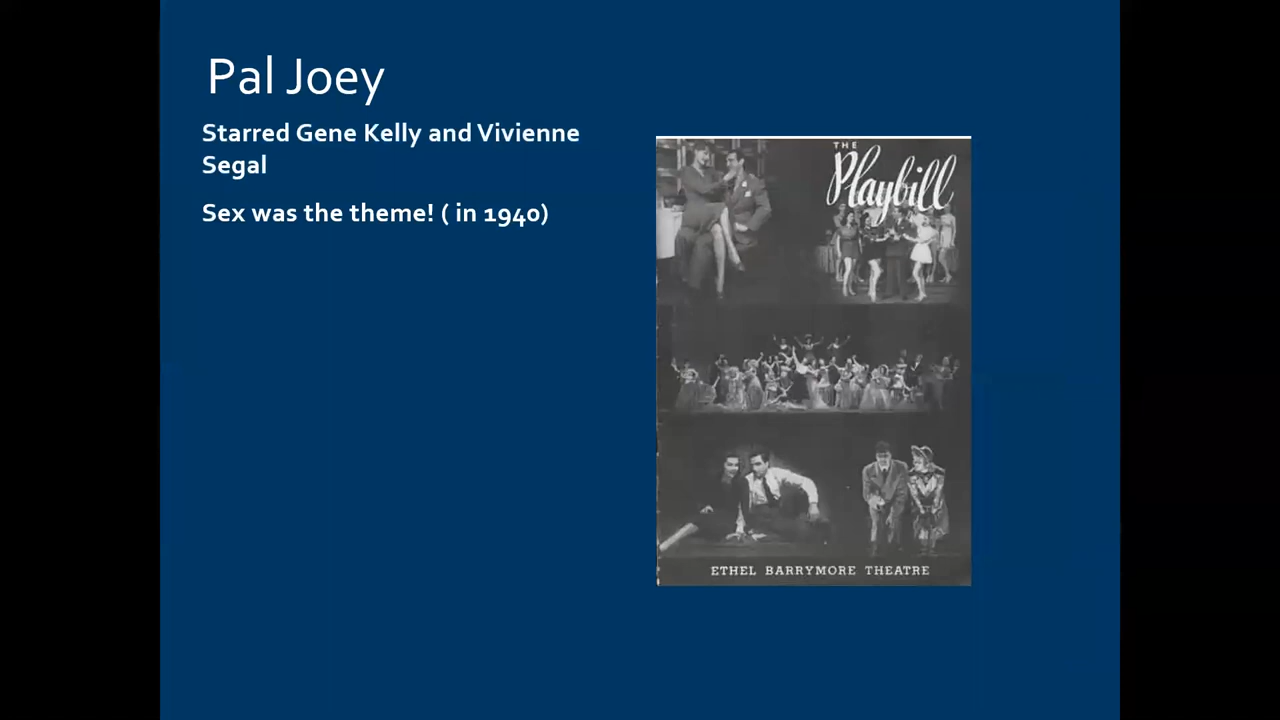 Pal Joey
Starred Gene Kelly and Vivienne
Segal
Sex was the theme! ( in 1940)
THE
Playbill
ETHEL BARRYMORE THEATRE